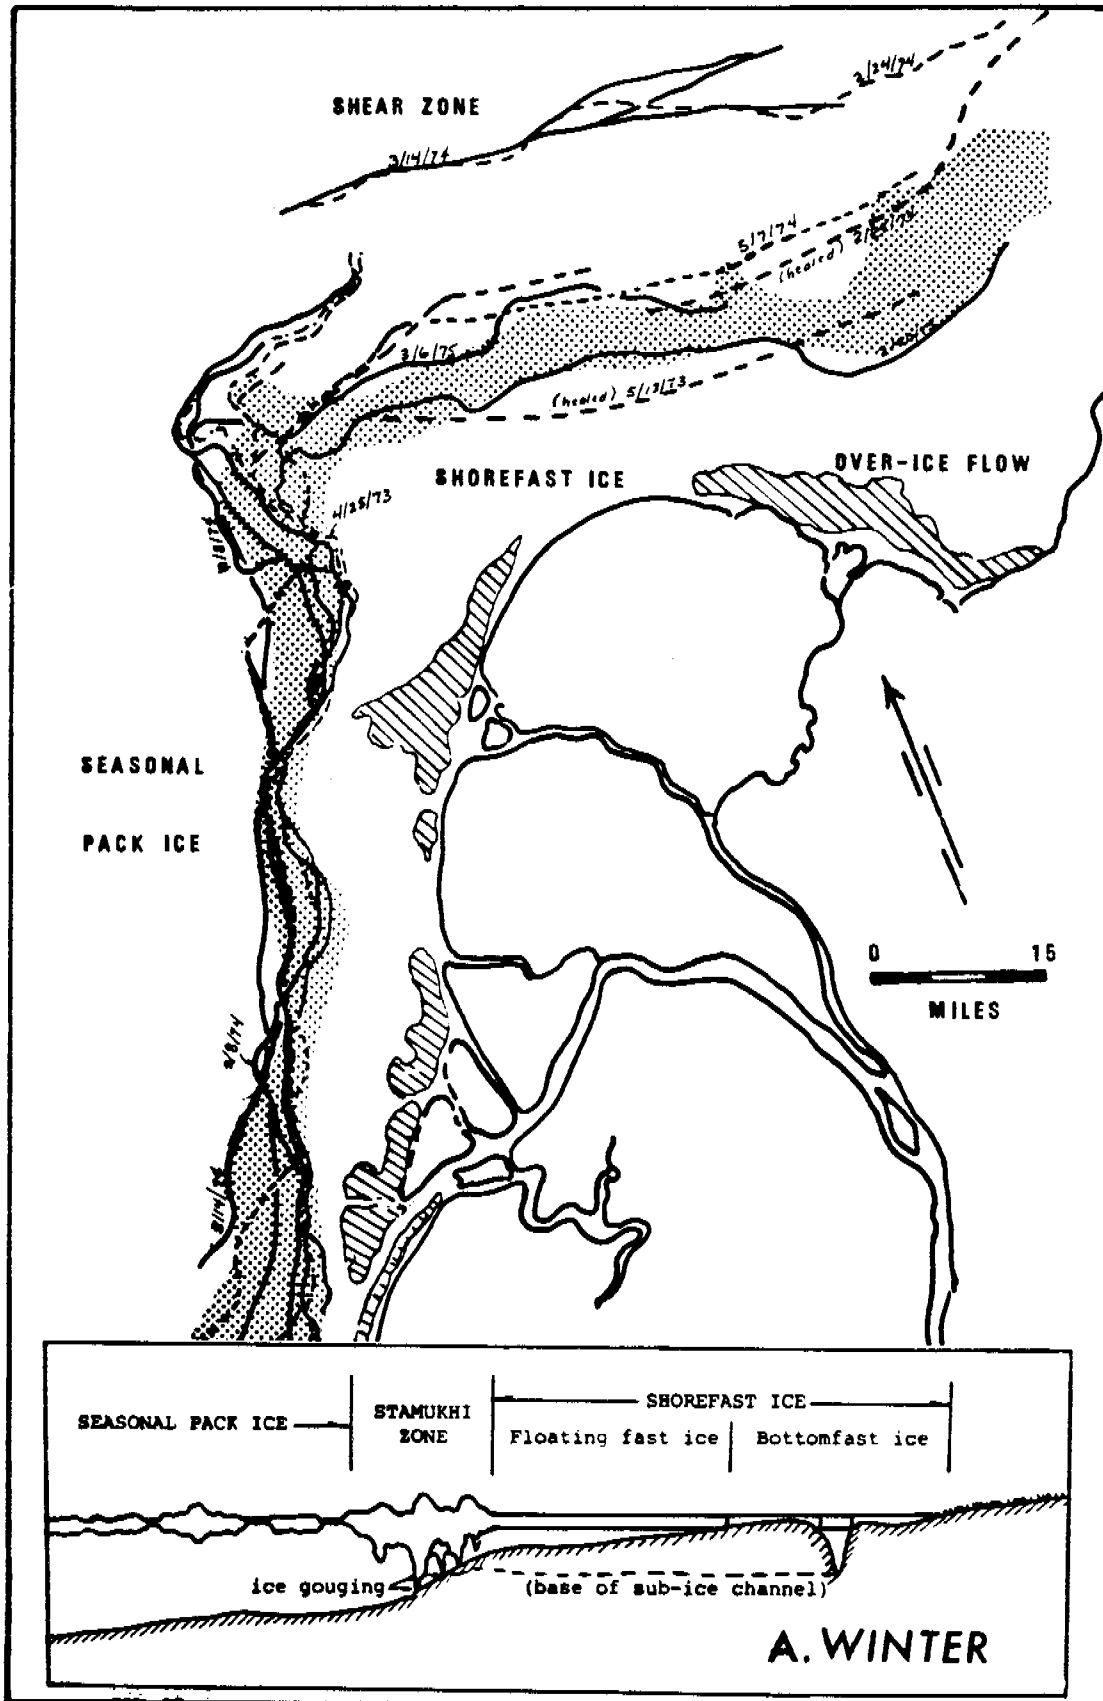 SHEAR ZONE
2/24/74
3/14/74
5/7/74
(healed)
3/6/75
(healed) 5/13/73
SHOREFAST ICE
OVER-ICE FLOW
4/25/73
SEASONAL
PACK ICE
0 15
MILES
2/8/74
SEASONAL PACK ICE
STAMUKHI
ZONE
SHOREFAST ICE
Floating fast ice
Bottomfast ice
ice gouging
(base of sub-ice channel)
A. WINTER